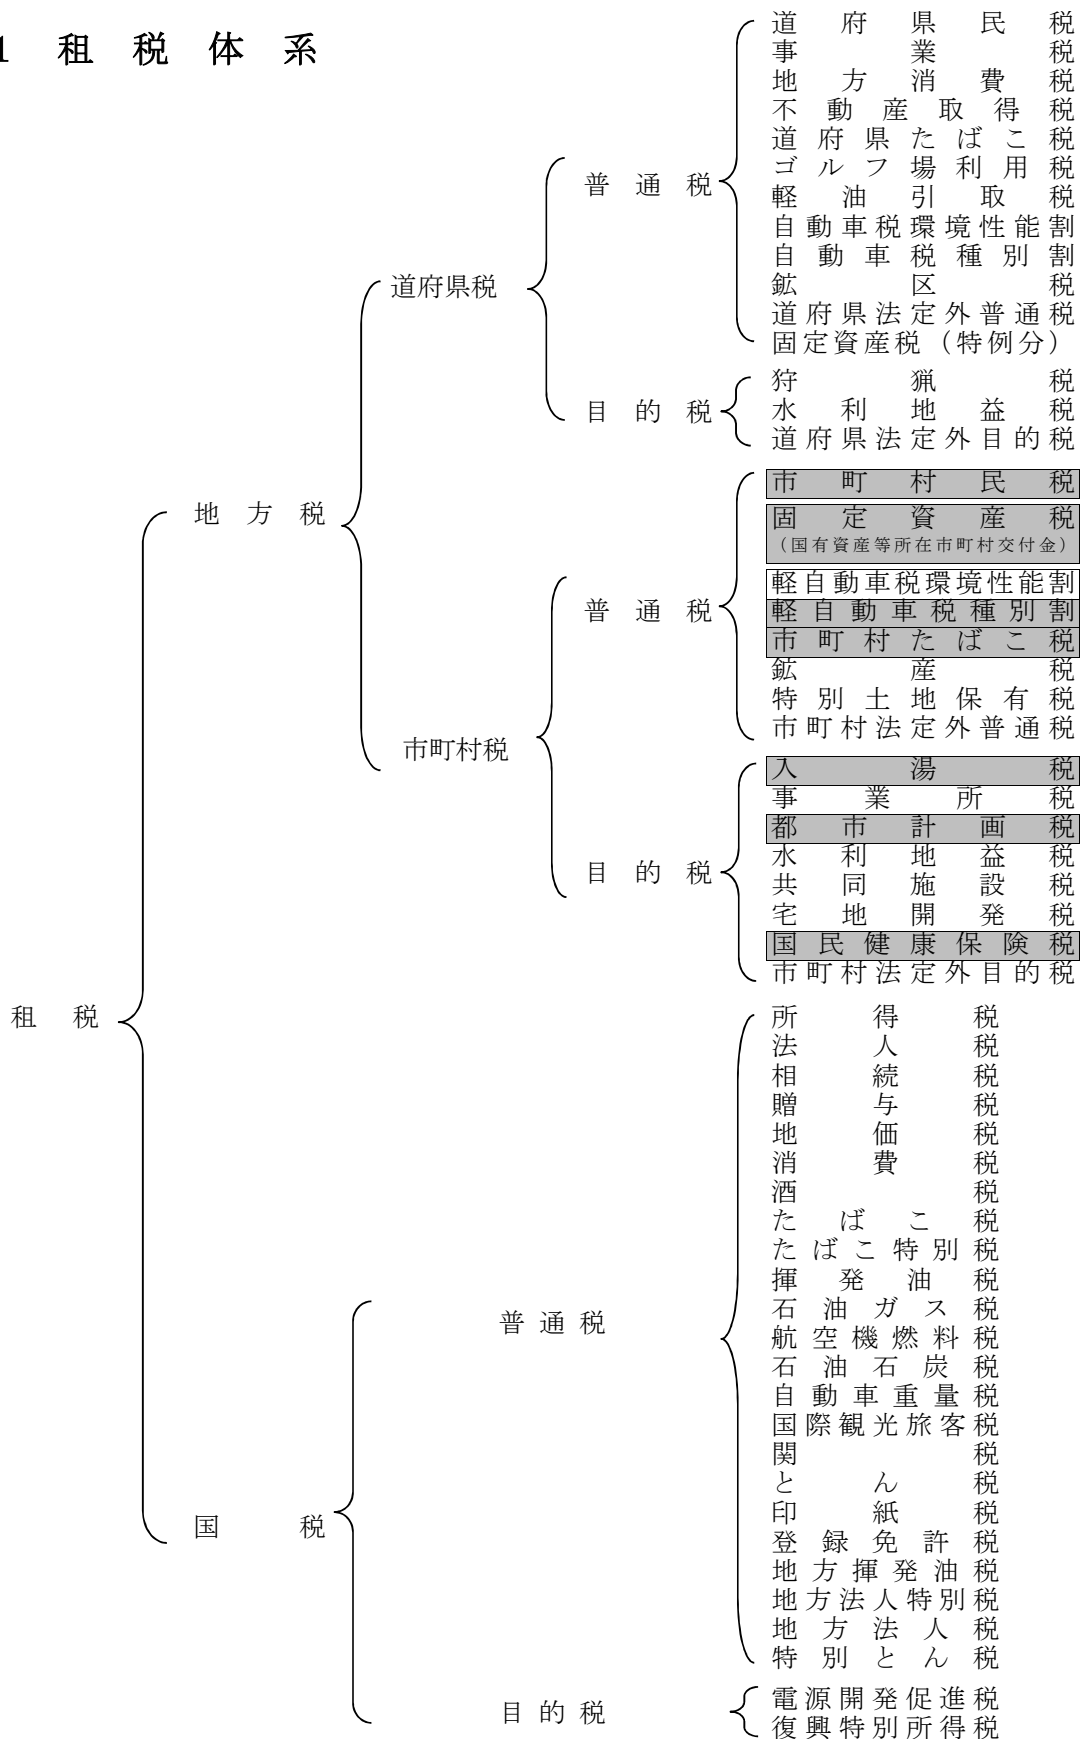 1 租税体系
道府県民税
事業税
地方消費税
不動産取得税
道府県たばこ税
ゴルフ場利用税
普通税
軽油引取税
自動車税環境性能割
自動車税種別割
道府県税
鉱区税
道府県法定外普通税
固定資産税（特例分）
狩猟税
目的税
水利地益税
道府県法定外目的税
市町村民税
地方税
固定資産税
（国有資産等所在市町村交付金）
軽自動車税環境性能割
普通税
軽自動車税種別割
市町村たばこ税
鉱産税
特別土地保有税
市町村法定外普通税
市町村税
入湯税
事業所税
都市計画税
水利地益税
目的税
共同施設税
宅地開発税
国民健康保険税
市町村法定外目的税
租税
所得税
法人税
相続税
贈与税
地価税
消費税
酒税
たばこ税
たばこ特別税
揮発油税
石油ガス税
普通税
航空機燃料税
石油石炭税
自動車重量税
国際観光旅客税
関税
とん税
印紙税
国税
登録免許税
地方揮発油税
地方法人特別税
地方法人税
特別とん税
電源開発促進税
目的税
復興特別所得税